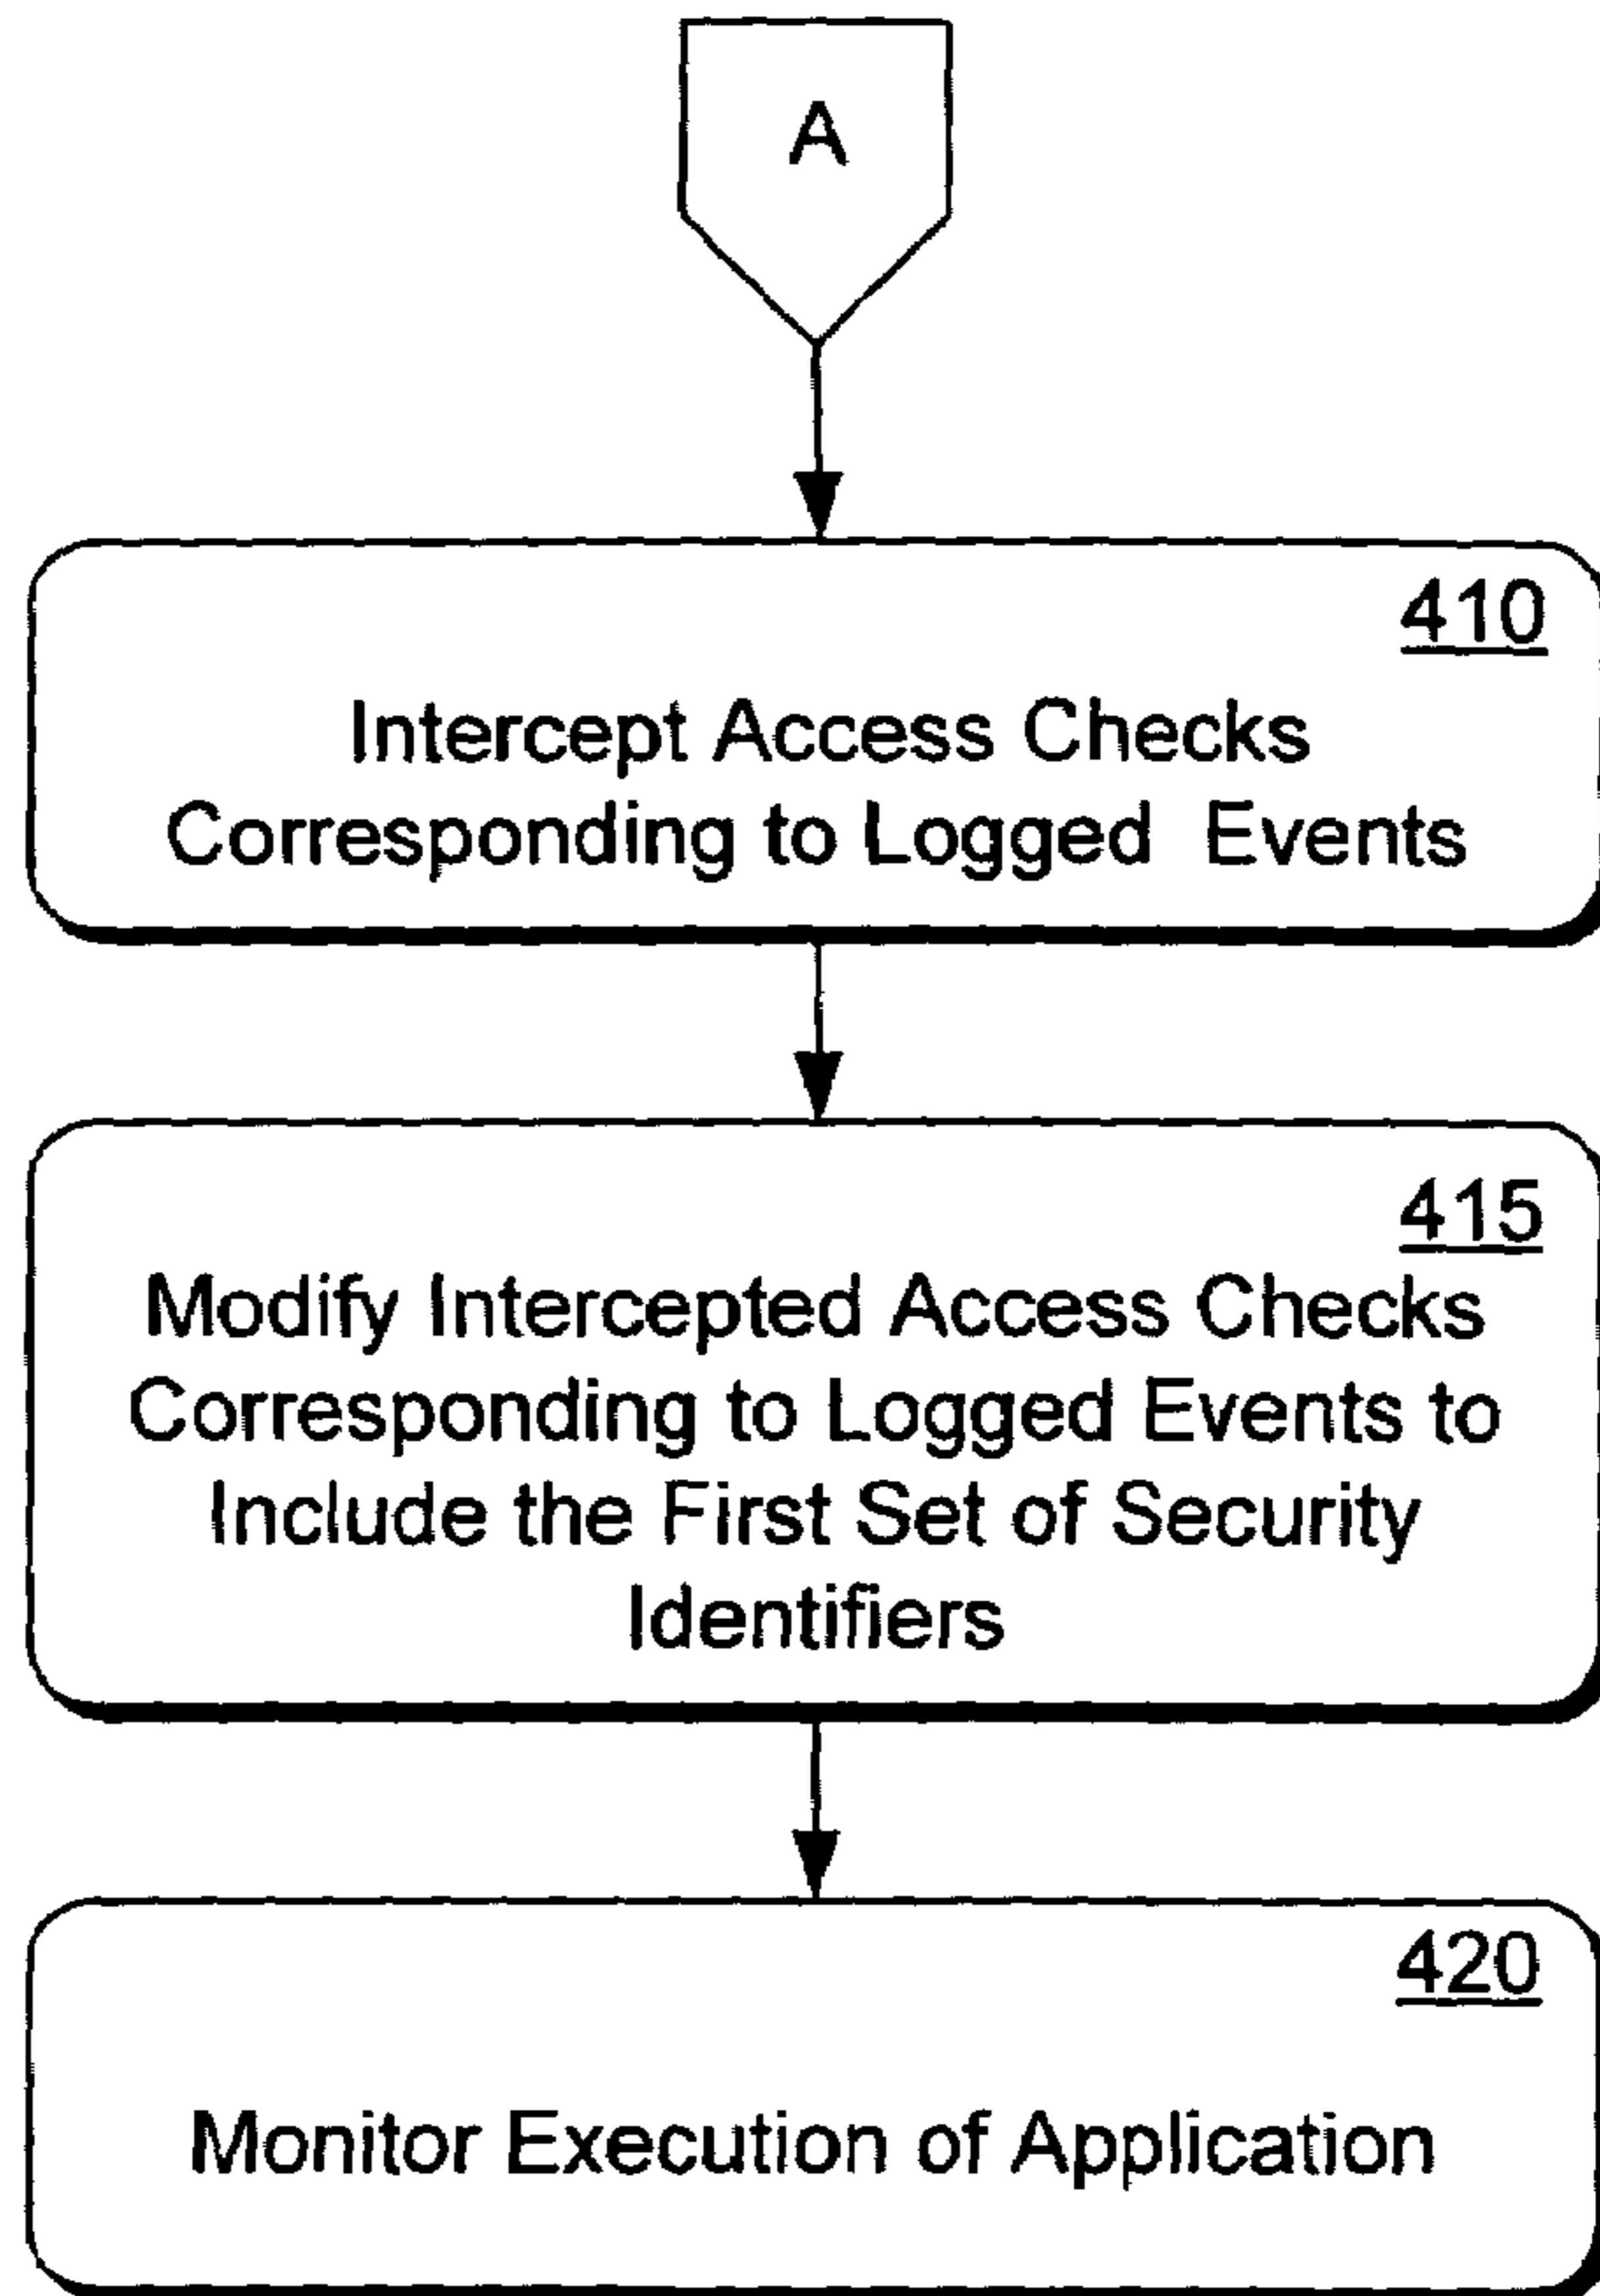 A
410
Intercept Access Checks
Corresponding to Logged Events
415
Modify Intercepted Access Checks
Corresponding to Logged Events to
Include the First Set of Security
Identifiers
420
Monitor Execution of Application